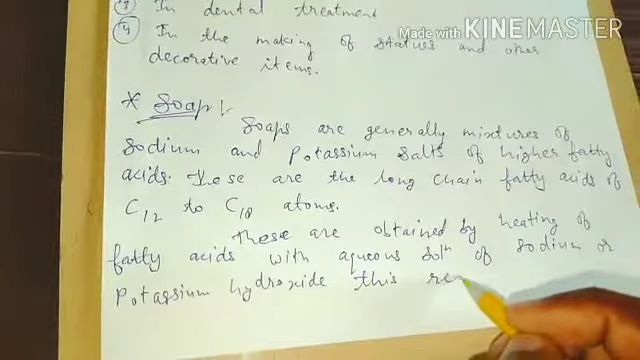 (3) In dental treatment
(4) In the making of statuss and other
decorative items.
Made with KINEMASTER
* Soap :-
Soaps are generally mixtures of
Sodium and Potassium Salts of higher fatty
acids. These are the long chain fatty acids of
C12 to C18 atoms.
These are obtained by heating of
fatty acids with aqueous Solⁿ of Sodium or
Potassium hydroxide this re